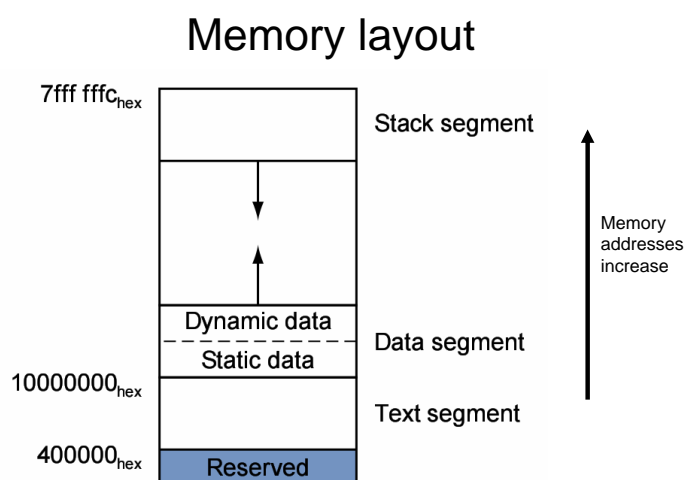 Memory layout
7fff fffchex
Stack segment
Memory
addresses
increase
Dynamic data
Data segment
Static data
10000000hex
Text segment
400000hex
Reserved